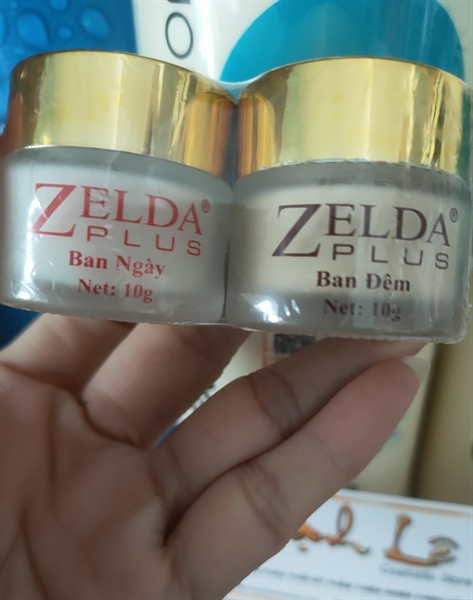 ZELDA®
PLUS
Ban Ngày
Net: 10g
ZELDA®
PLUS
Ban Đêm
Net: 10g